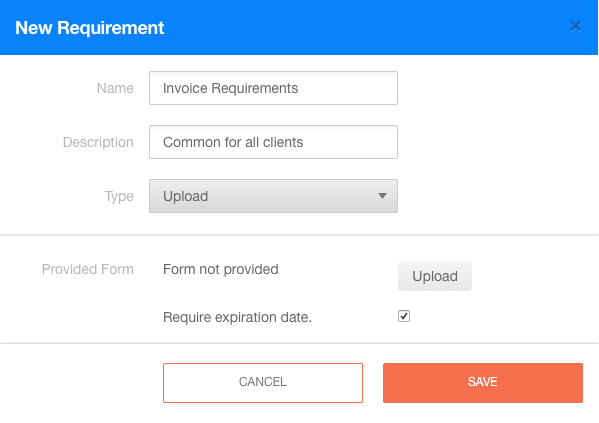 New Requirement
Name Invoice Requirements
Description Common for all clients
Type Upload
Provided Form Form not provided Upload
Require expiration date.
CANCEL SAVE